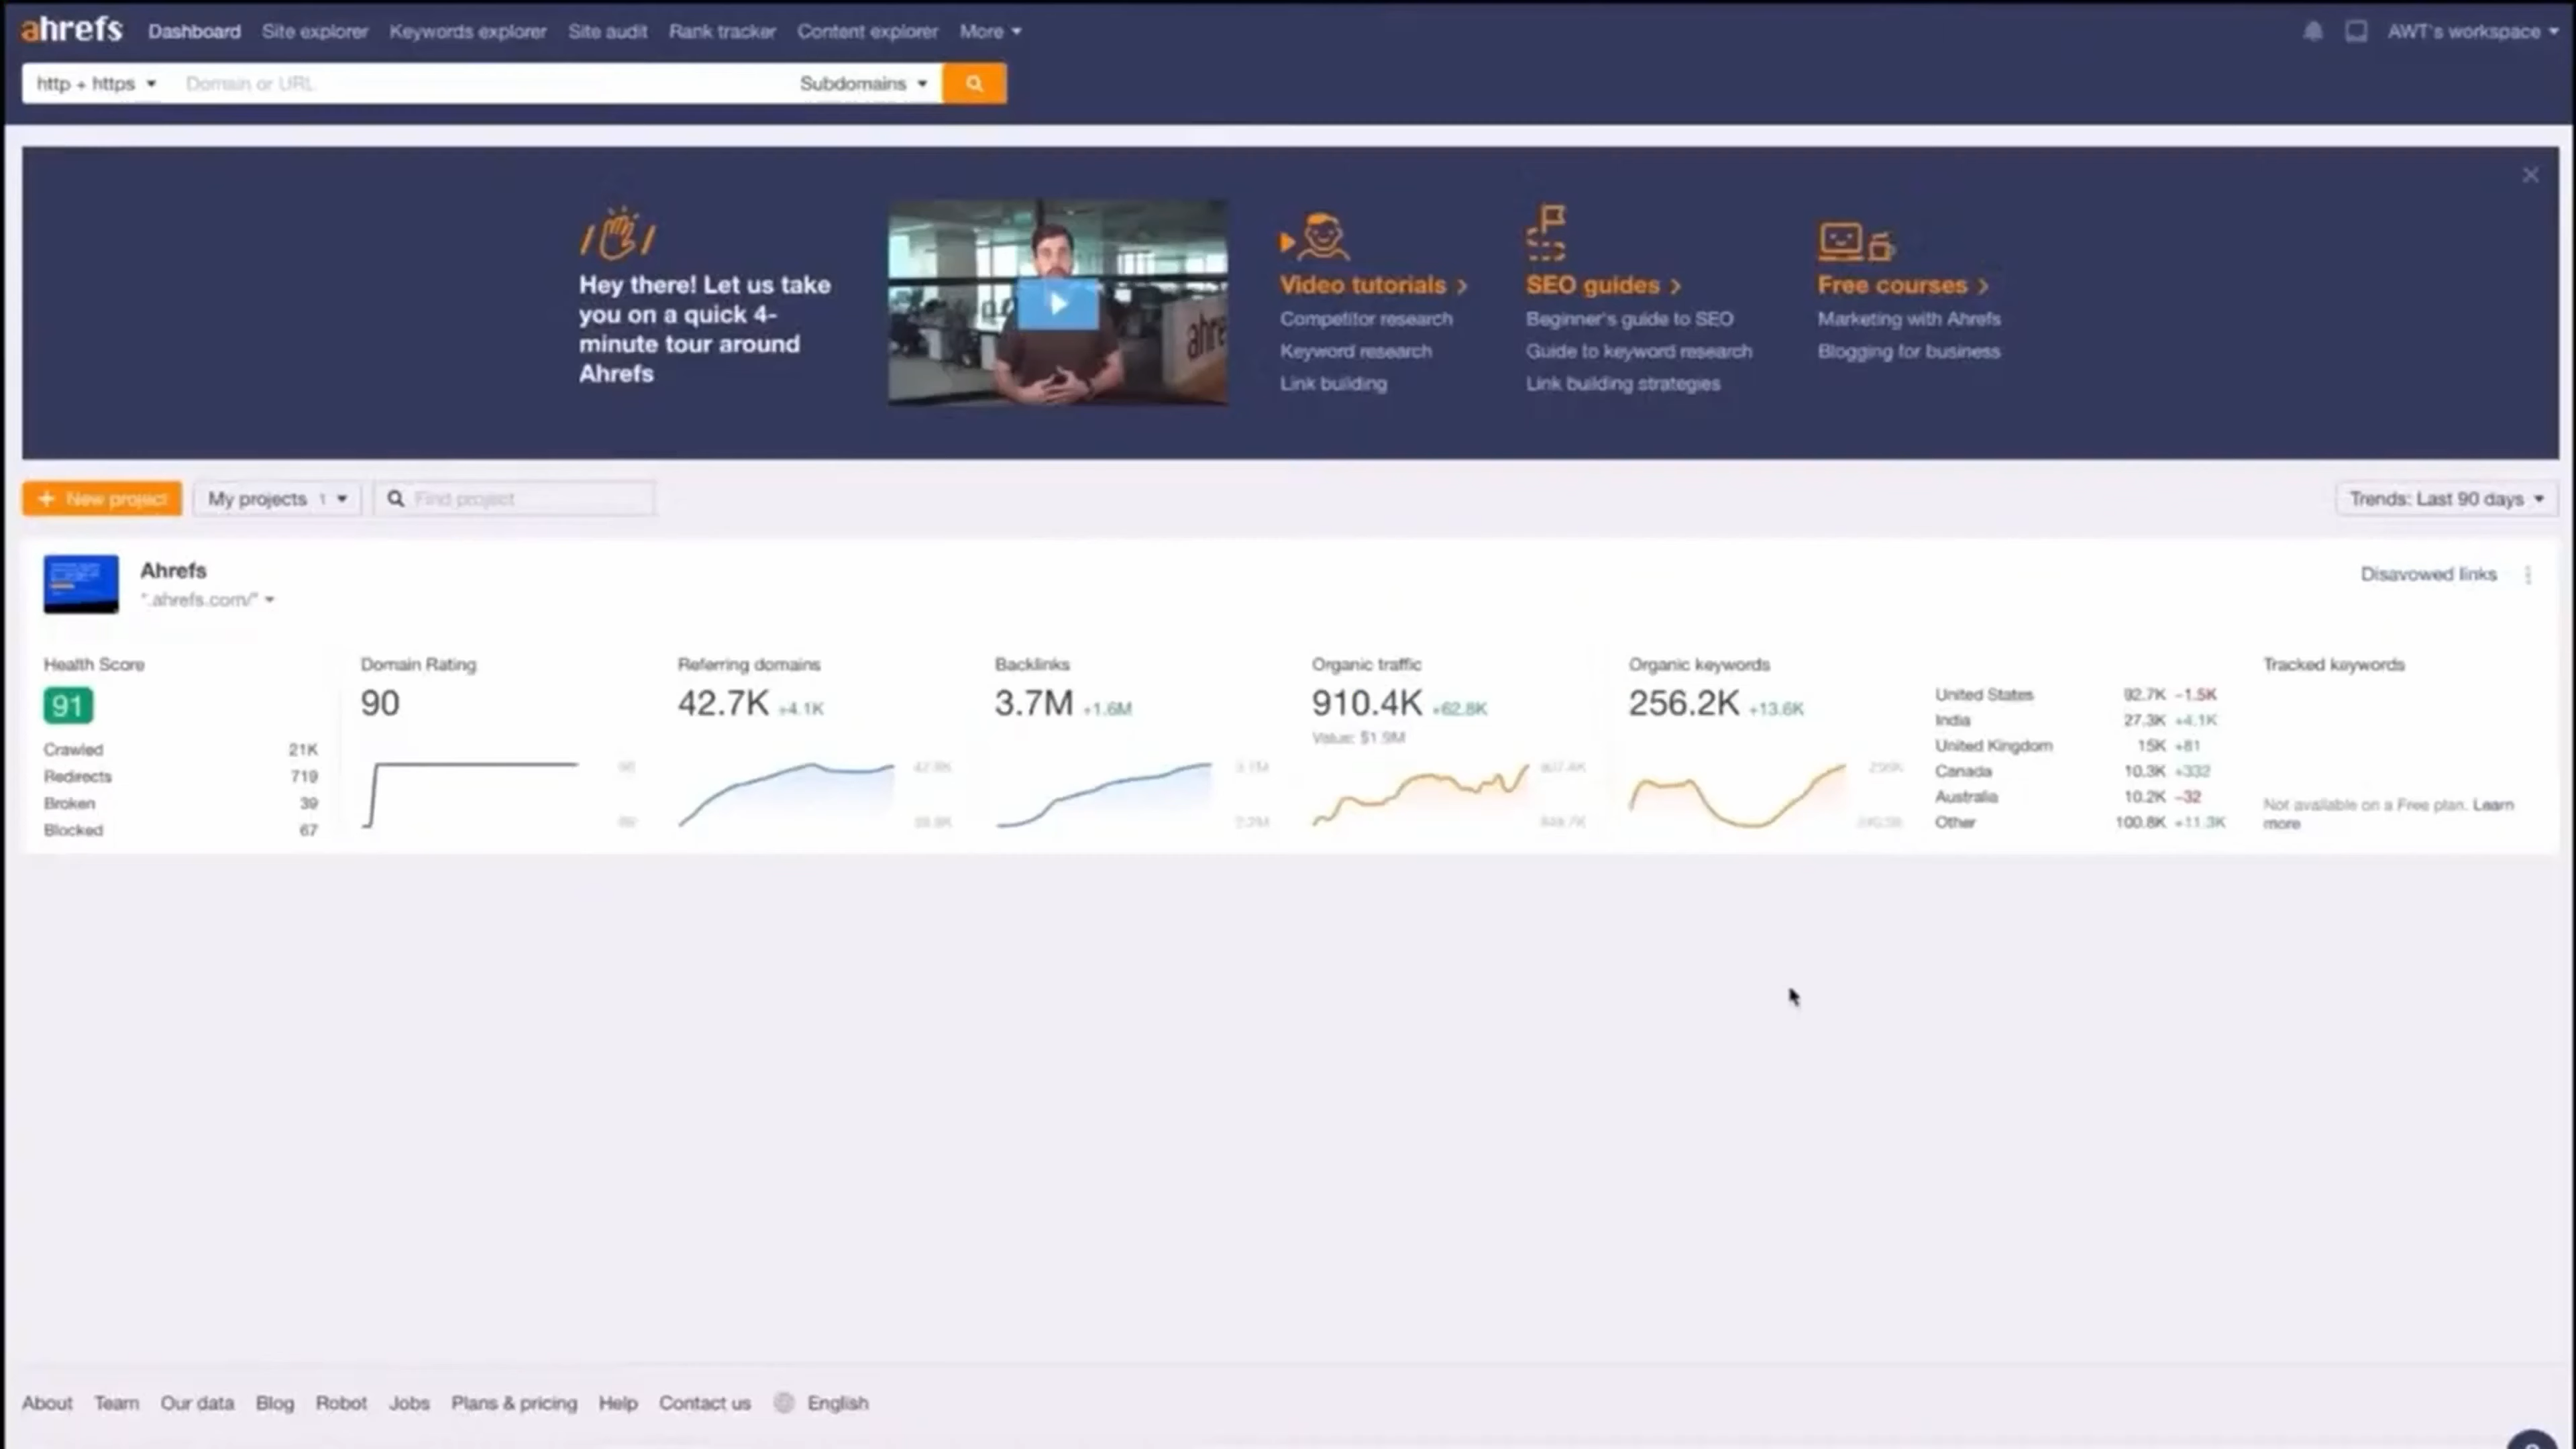 ahrefs Dashboard Site explorer Keywords explorer Site audit Rank tracker Content explorer More AWT's workspace
http + https Domain or URL Subdomains
Hey there! Let us take
you on a quick 4-
minute tour around
Ahrefs
ahre
Video tutorials >
Competitor research
Keyword research
Link building
SEO guides >
Beginner's guide to SEO
Guide to keyword research
Link building strategies
Free courses >
Marketing with Ahrefs
Blogging for business
+ New project My projects 1 Find project Trends: Last 90 days
Ahrefs
*.ahrefs.com/*
Disavowed links
Health Score
91
Crawled 21K
Redirects 719
Broken 39
Blocked 67
Domain Rating
90
Referring domains
42.7K +4.1K
Backlinks
3.7M +1.6M
Organic traffic
910.4K +62.8K
Value: $1.9M
Organic keywords
256.2K +13.6K
United States 92.7K -1.5K
India 27.3K +4.1K
United Kingdom 15K +81
Canada 10.3K +332
Australia 10.2K -32
Other 100.8K +11.3K
Tracked keywords
Not available on a Free plan. Learn
more
About Team Our data Blog Robot Jobs Plans & pricing Help Contact us English